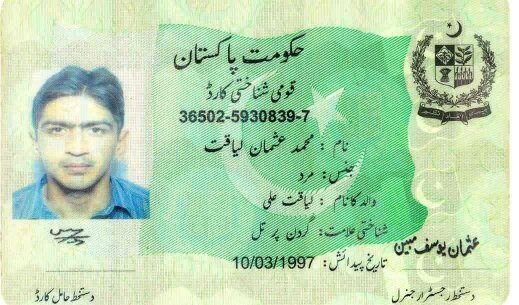 حکومت پاکستان
قومی شناختی کارڈ
36502-5930839-7
نام : محمد عثمان لیاقت
جنس: مرد
والد کا نام : لیاقت علی
شناختی علامت: گردن پر تل
تاریخ پیدائش: 10/03/1997
عثمان یوسف مبین
دستخط رجسٹرار جنرل
دستخط حامل کارڈ